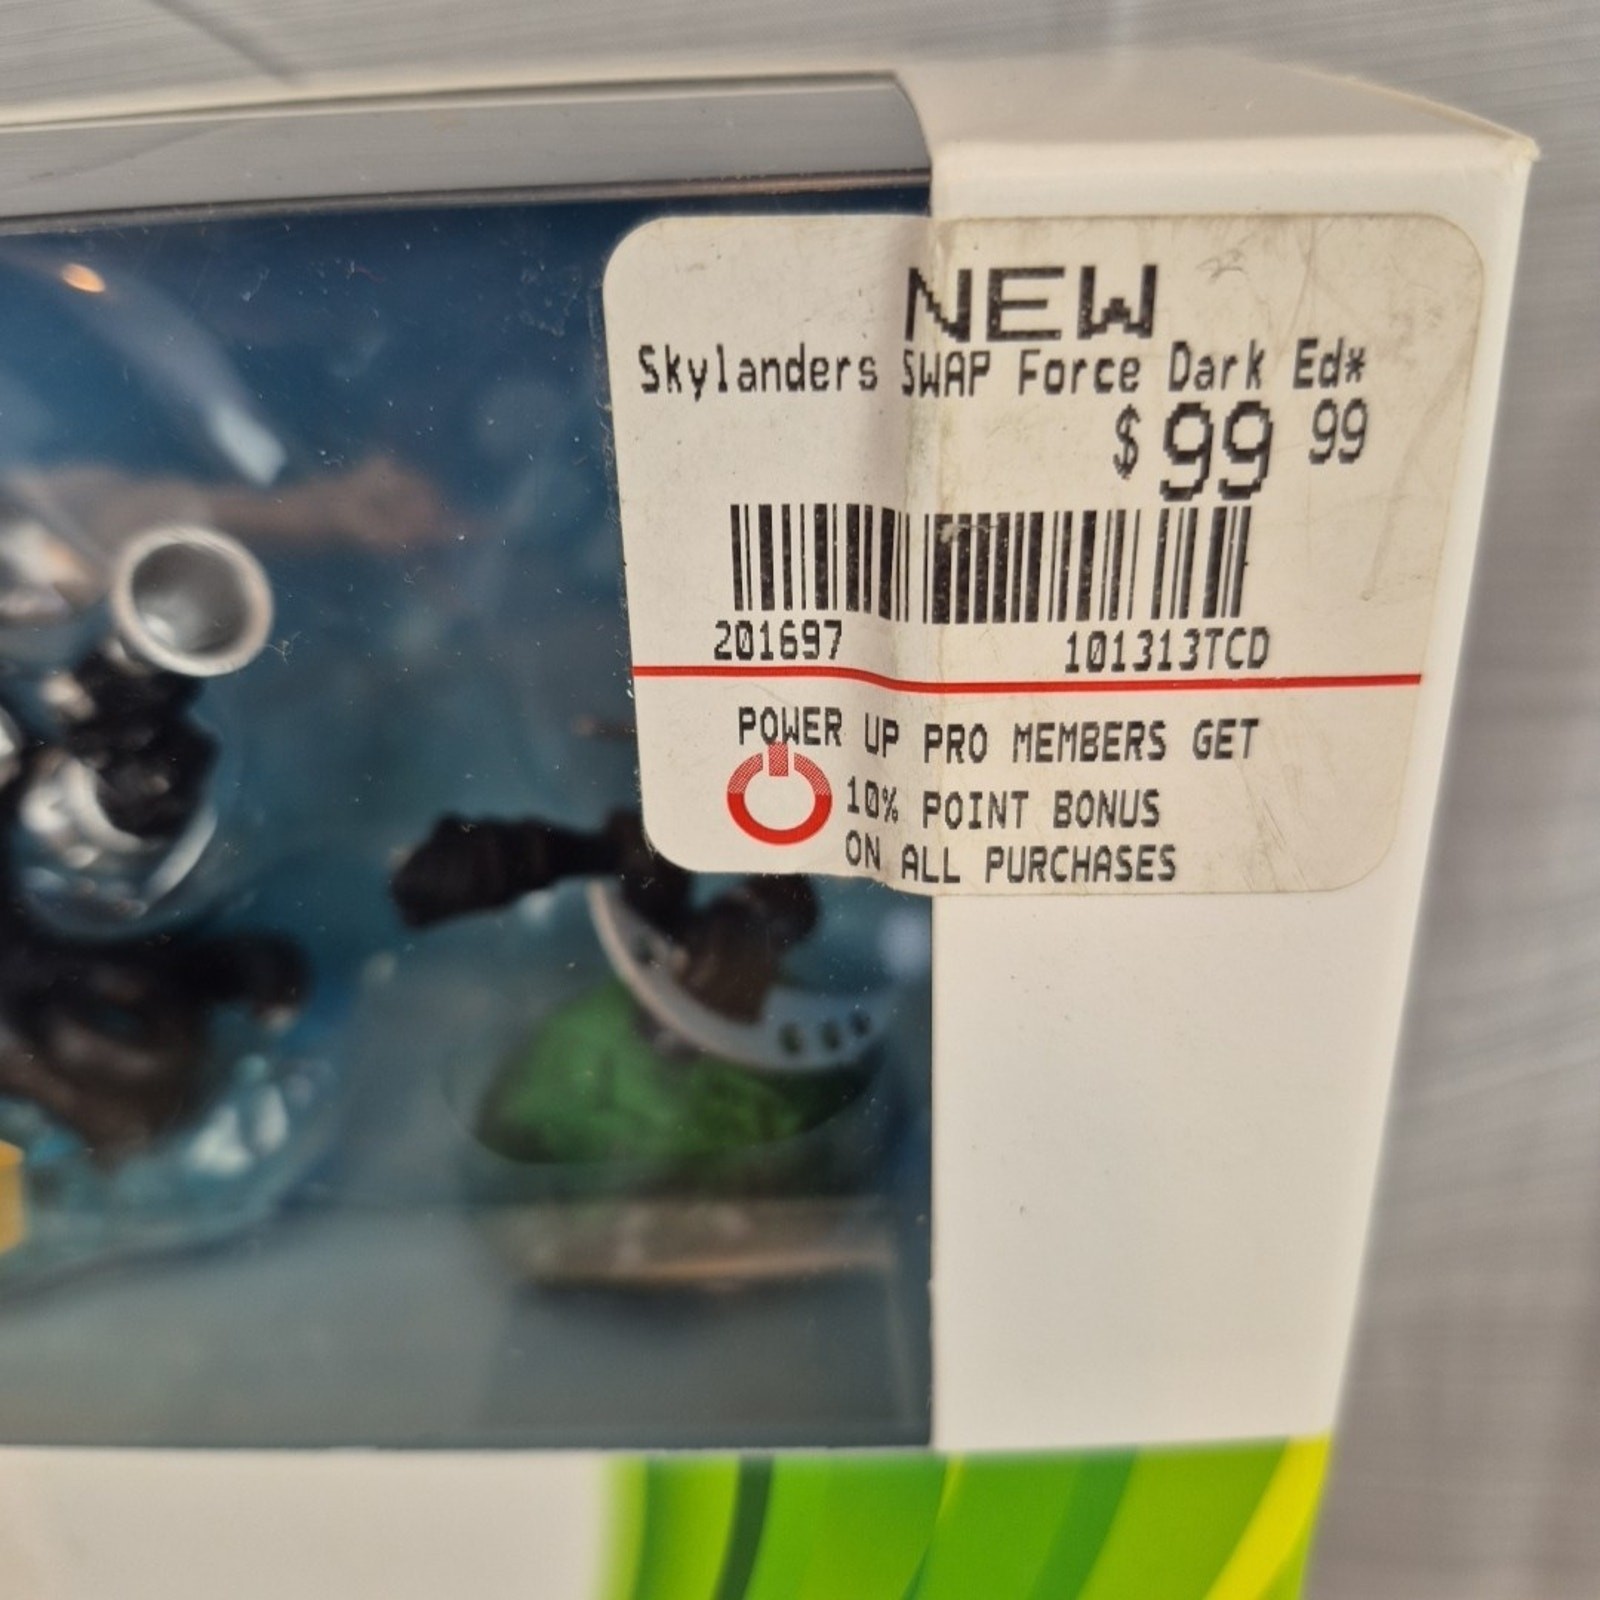 NEW
Skylanders SWAP Force Dark Ed*
$99 99
201697 101313TCD
POWER UP PRO MEMBERS GET
10% POINT BONUS
ON ALL PURCHASES